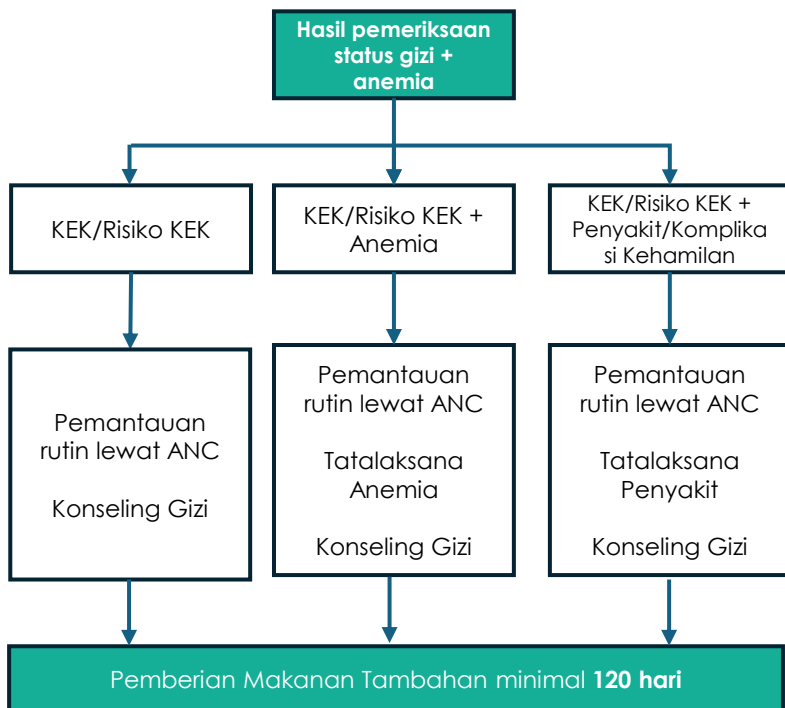 Hasil pemeriksaan
status gizi +
anemia
KEK/Risiko KEK
KEK/Risiko KEK +
Anemia
KEK/Risiko KEK +
Penyakit/Komplika
si Kehamilan
Pemantauan
rutin lewat ANC
Konseling Gizi
Pemantauan
rutin lewat ANC
Tatalaksana
Anemia
Konseling Gizi
Pemantauan
rutin lewat ANC
Tatalaksana
Penyakit
Konseling Gizi
Pemberian Makanan Tambahan minimal 120 hari